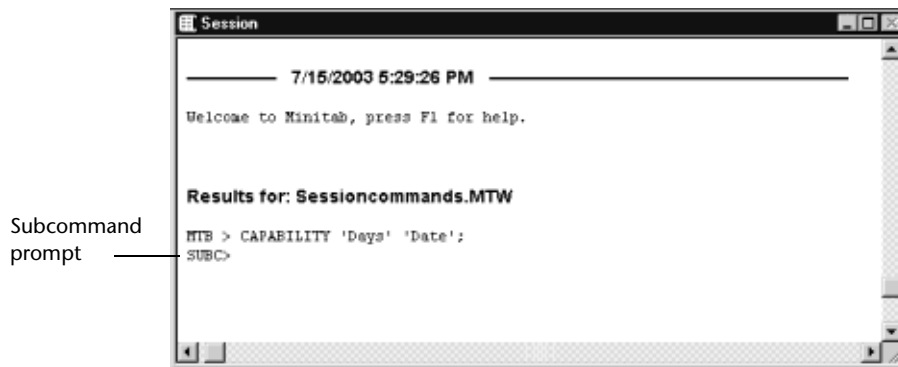 Session
7/15/2003 5:29:26 PM
Welcome to Minitab, press F1 for help.
Results for: Sessioncommands.MTW
MTB > CAPABILITY 'Days' 'Date';
Subcommand prompt
SUBC>